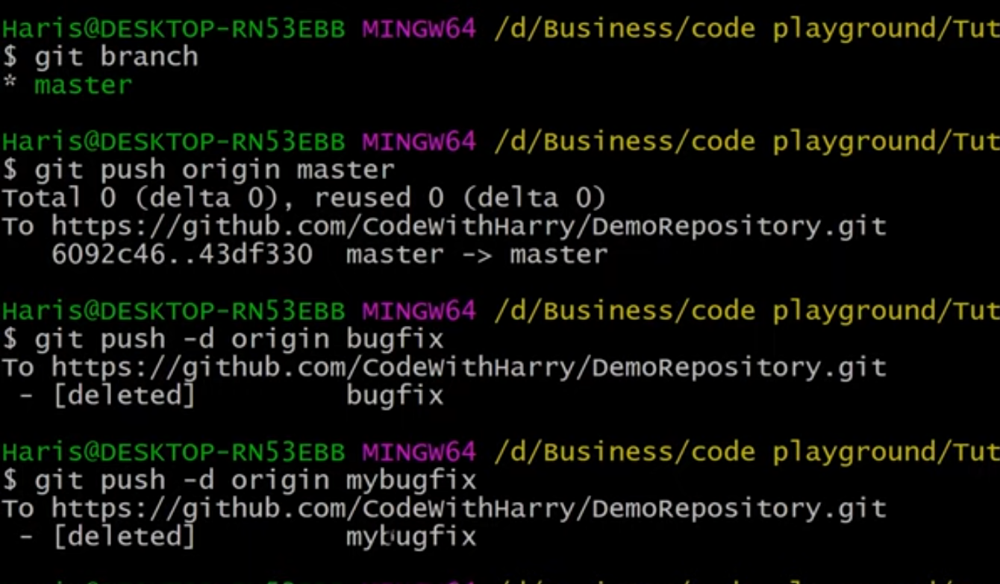 Haris@DESKTOP-RN53EBB MINGW64 /d/Business/code playground/Tut
$ git branch
* master
Haris@DESKTOP-RN53EBB MINGW64 /d/Business/code playground/Tut
$ git push origin master
Total 0 (delta 0), reused 0 (delta 0)
To https://github.com/CodeWithHarry/DemoRepository.git
   6092c46..43df330  master -> master
Haris@DESKTOP-RN53EBB MINGW64 /d/Business/code playground/Tut
$ git push -d origin bugfix
To https://github.com/CodeWithHarry/DemoRepository.git
 - [deleted]         bugfix
Haris@DESKTOP-RN53EBB MINGW64 /d/Business/code playground/Tut
$ git push -d origin mybugfix
To https://github.com/CodeWithHarry/DemoRepository.git
 - [deleted]         mybugfix